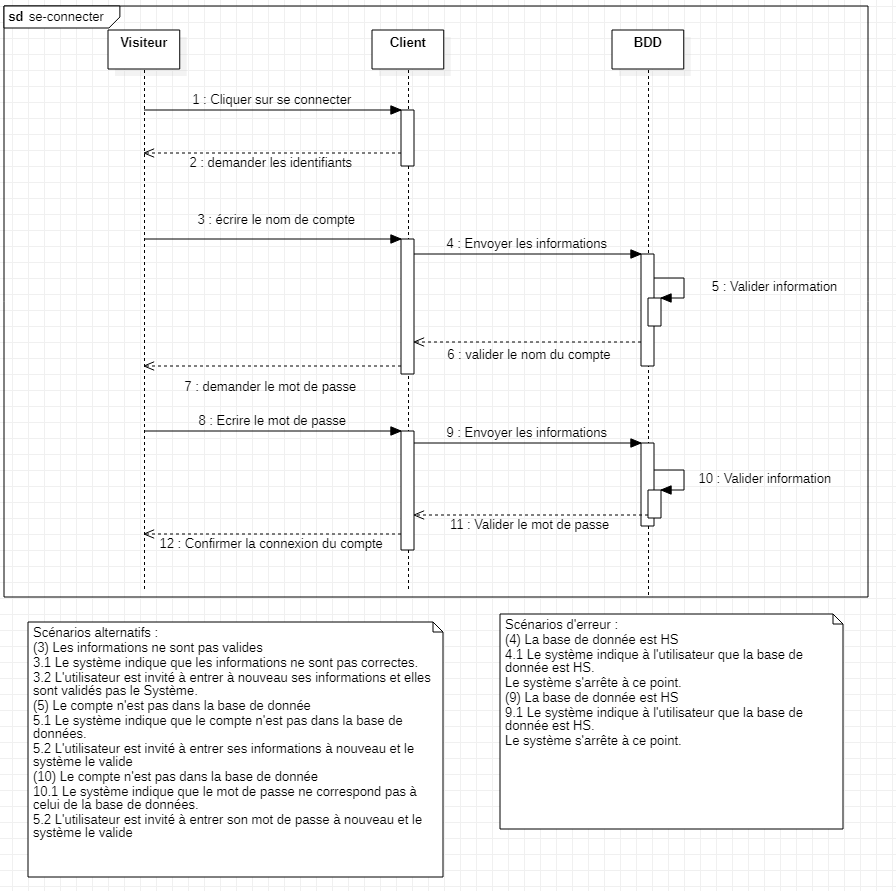 sd se-connecter
Visiteur
Client
BDD
1 : Cliquer sur se connecter
2 : demander les identifiants
3 : écrire le nom de compte
4 : Envoyer les informations
5 : Valider information
6 : valider le nom du compte
7 : demander le mot de passe
8 : Ecrire le mot de passe
9 : Envoyer les informations
10 : Valider information
11 : Valider le mot de passe
12 : Confirmer la connexion du compte
Scénarios alternatifs :
(3) Les informations ne sont pas valides
3.1 Le système indique que les informations ne sont pas correctes.
3.2 L'utilisateur est invité à entrer à nouveau ses informations et elles
sont validés pas le Système.
(5) Le compte n'est pas dans la base de donnée
5.1 Le système indique que le compte n'est pas dans la base de
données.
5.2 L'utilisateur est invité à entrer ses informations à nouveau et le
système le valide
(10) Le compte n'est pas dans la base de donnée
10.1 Le système indique que le mot de passe ne correspond pas à
celui de la base de données.
5.2 L'utilisateur est invité à entrer son mot de passe à nouveau et le
système le valide
Scénarios d'erreur :
(4) La base de donnée est HS
4.1 Le système indique à l'utilisateur que la base de
donnée est HS.
Le système s'arrête à ce point.
(9) La base de donnée est HS
9.1 Le système indique à l'utilisateur que la base de
donnée est HS.
Le système s'arrête à ce point.